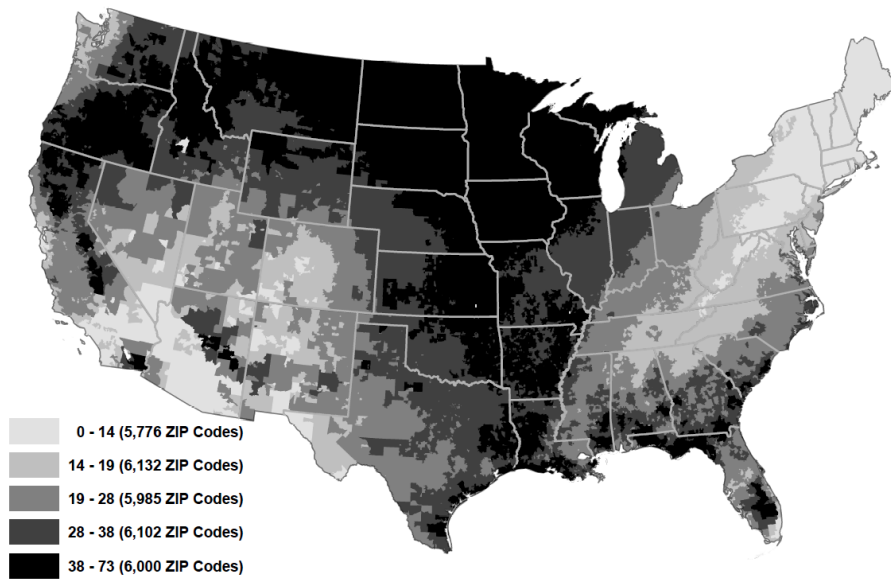 0 - 14 (5,776 ZIP Codes)
14 - 19 (6,132 ZIP Codes)
19 - 28 (5,985 ZIP Codes)
28 - 38 (6,102 ZIP Codes)
38 - 73 (6,000 ZIP Codes)